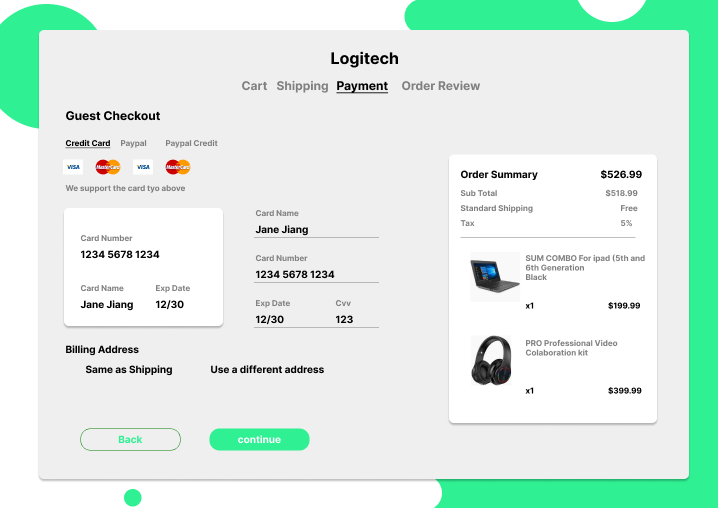 Logitech
Cart Shipping Payment Order Review
Guest Checkout
Credit Card Paypal Paypal Credit
VISA MasterCard VISA MasterCard
We support the card tyo above
Card Number
1234 5678 1234
Card Name Exp Date
Jane Jiang 12/30
Card Name
Jane Jiang
Card Number
1234 5678 1234
Exp Date Cvv
12/30 123
Billing Address
Same as Shipping Use a different address
Back continue
Order Summary $526.99
Sub Total $518.99
Standard Shipping Free
Tax 5%
SUM COMBO For ipad (5th and
6th Generation
Black
x1 $199.99
PRO Professional Video
Colaboration kit
x1 $399.99